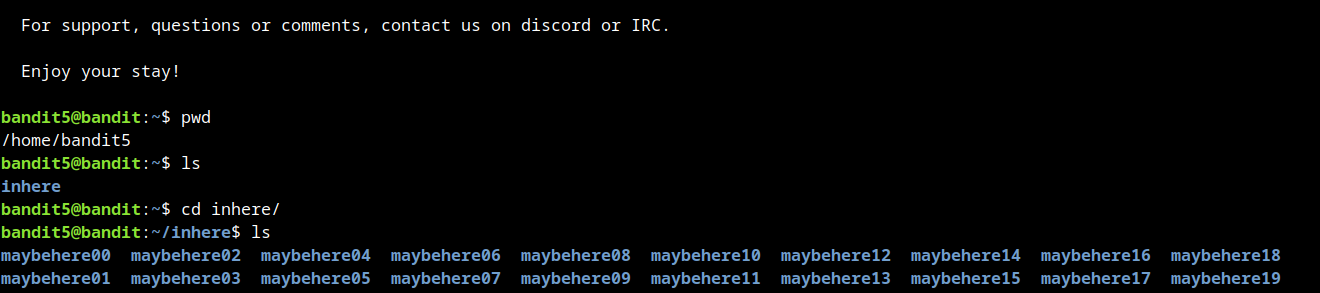 For support, questions or comments, contact us on discord or IRC.
Enjoy your stay!
bandit5@bandit:~$ pwd
/home/bandit5
bandit5@bandit:~$ ls
inhere
bandit5@bandit:~$ cd inhere/
bandit5@bandit:~/inhere$ ls
maybehere00  maybehere02  maybehere04  maybehere06  maybehere08  maybehere10  maybehere12  maybehere14  maybehere16  maybehere18
maybehere01  maybehere03  maybehere05  maybehere07  maybehere09  maybehere11  maybehere13  maybehere15  maybehere17  maybehere19